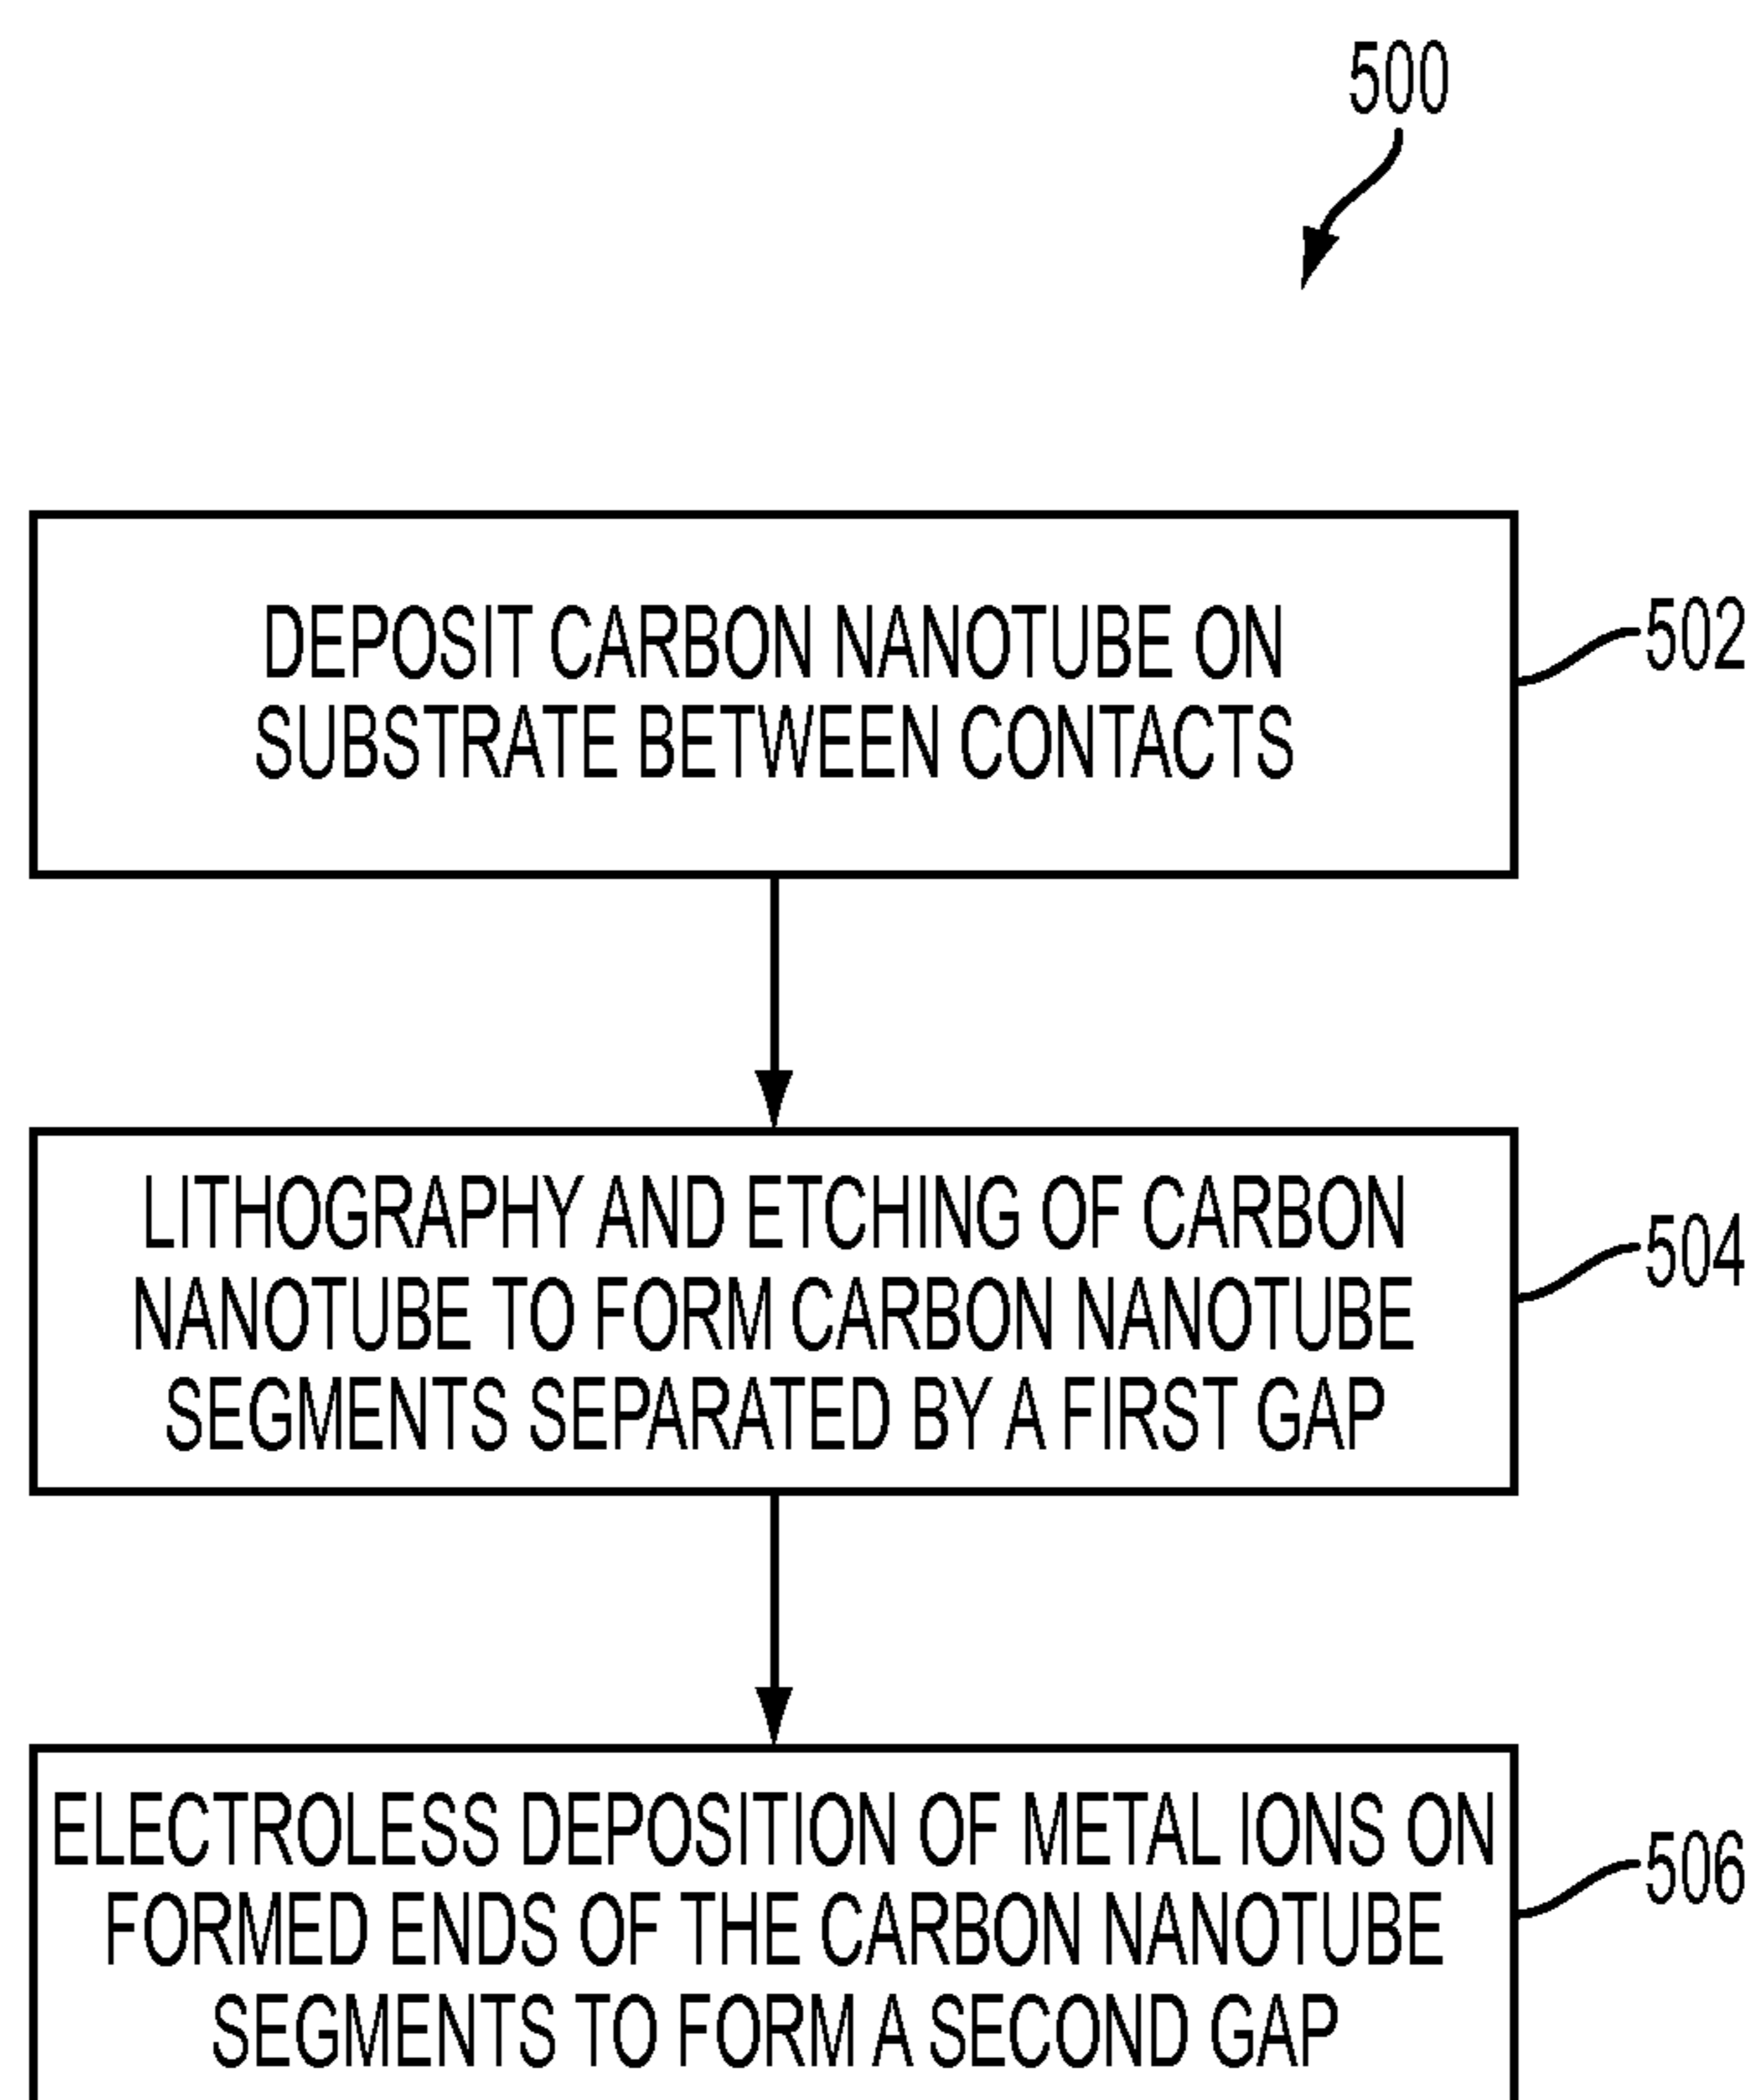 500
DEPOSIT CARBON NANOTUBE ON
SUBSTRATE BETWEEN CONTACTS
502
LITHOGRAPHY AND ETCHING OF CARBON
NANOTUBE TO FORM CARBON NANOTUBE
SEGMENTS SEPARATED BY A FIRST GAP
504
ELECTROLESS DEPOSITION OF METAL IONS ON
FORMED ENDS OF THE CARBON NANOTUBE
SEGMENTS TO FORM A SECOND GAP
506